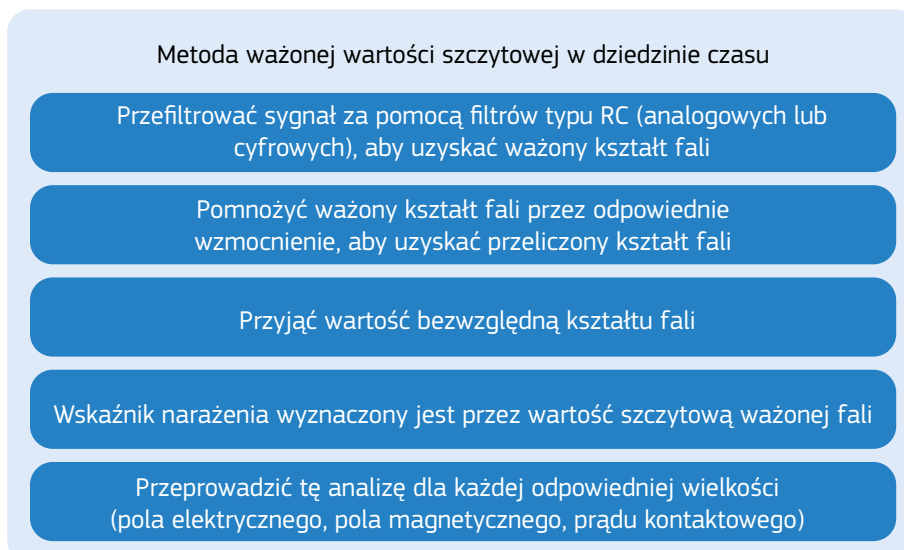 Metoda ważonej wartości szczytowej w dziedzinie czasu
Przefiltrować sygnał za pomocą filtrów typu RC (analogowych lub
cyfrowych), aby uzyskać ważony kształt fali
Pomnożyć ważony kształt fali przez odpowiednie
wzmocnienie, aby uzyskać przeliczony kształt fali
Przyjąć wartość bezwzględną kształtu fali
Wskaźnik narażenia wyznaczony jest przez wartość szczytową ważonej fali
Przeprowadzić tę analizę dla każdej odpowiedniej wielkości
(pola elektrycznego, pola magnetycznego, prądu kontaktowego)